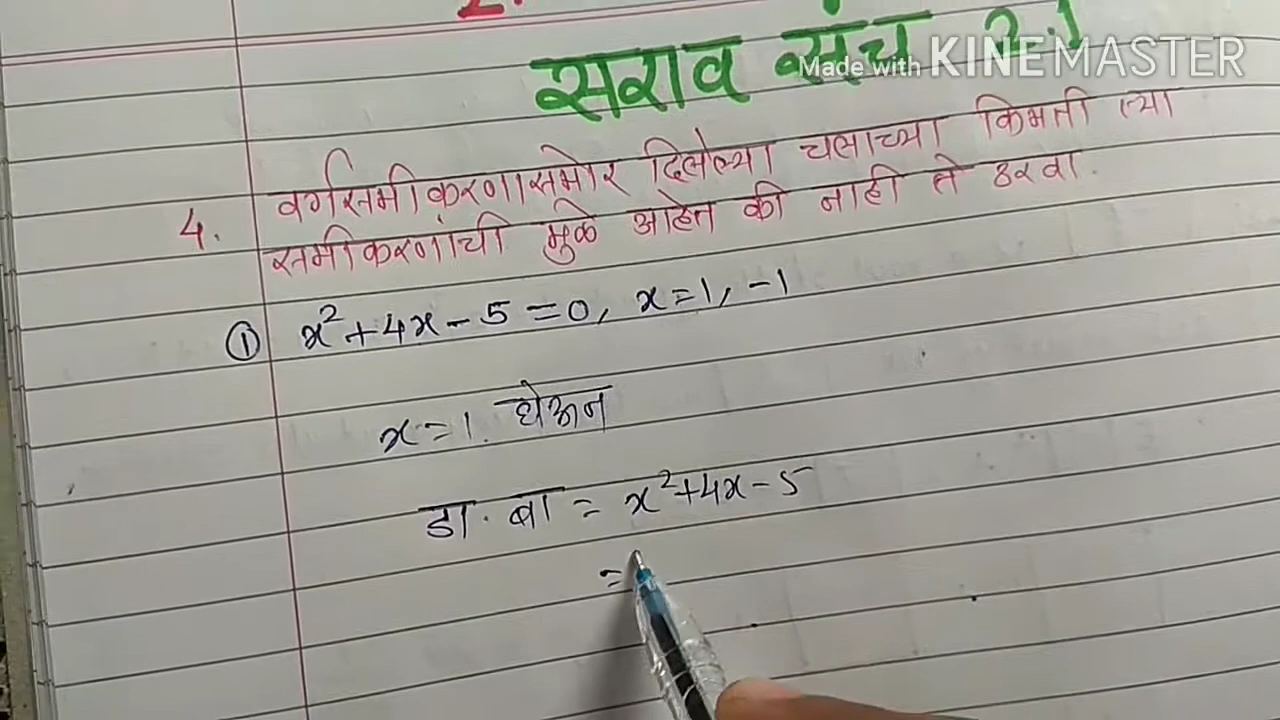 सराव संच 2.1
Made with KINEMASTER
4. वर्गसमीकरणासमोर दिलेल्या चलाच्या किमती त्या
समीकरणांची मुळे आहेत की नाही ते ठरवा.
① x²+4x-5=0, x=1, -1
x=1. घेऊन
डा. बा = x²+4x-5
=